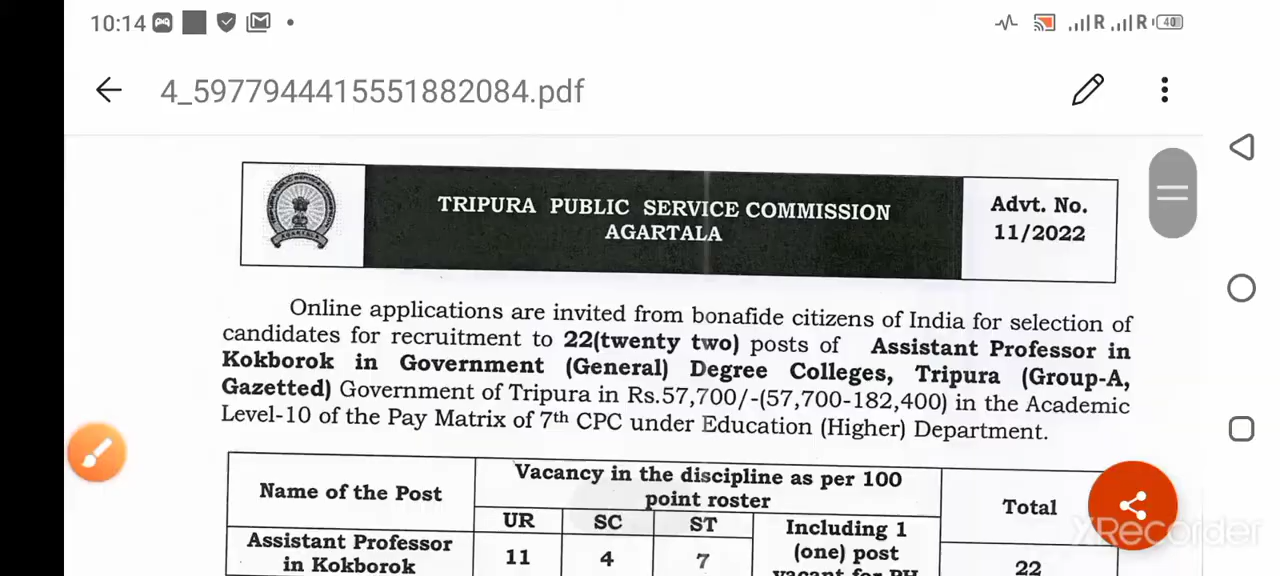 10:14
R R 40
4_5977944415551882084.pdf
TRIPURA PUBLIC SERVICE COMMISSION
AGARTALA
Advt. No.
11/2022
Online applications are invited from bonafide citizens of India for selection of
candidates for recruitment to 22(twenty two) posts of Assistant Professor in
Kokborok in Government (General) Degree Colleges, Tripura (Group-A,
Gazetted) Government of Tripura in Rs.57,700/-(57,700-182,400) in the Academic
Level-10 of the Pay Matrix of 7th CPC under Education (Higher) Department.
Name of the Post
Vacancy in the discipline as per 100
point roster
Total
UR SC ST
Including 1
(one) post
vacant for PH
Assistant Professor
in Kokborok
11 4 7
22
XRecorder